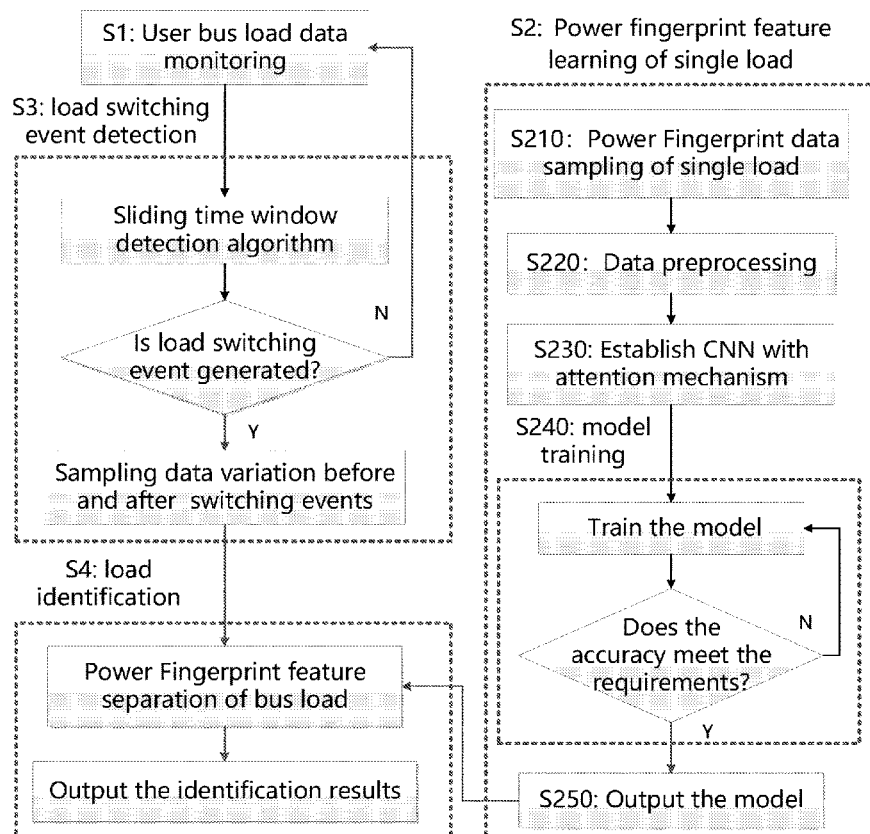 S1: User bus load data
monitoring
S3: load switching
event detection
Sliding time window
detection algorithm
N
Is load switching
event generated?
Y
Sampling data variation before
and after switching events
S4: load
identification
Power Fingerprint feature
separation of bus load
Output the identification results
S2: Power fingerprint feature
learning of single load
S210: Power Fingerprint data
sampling of single load
S220: Data preprocessing
S230: Establish CNN with
attention mechanism
S240: model
training
Train the model
N
Does the
accuracy meet the
requirements?
Y
S250: Output the model